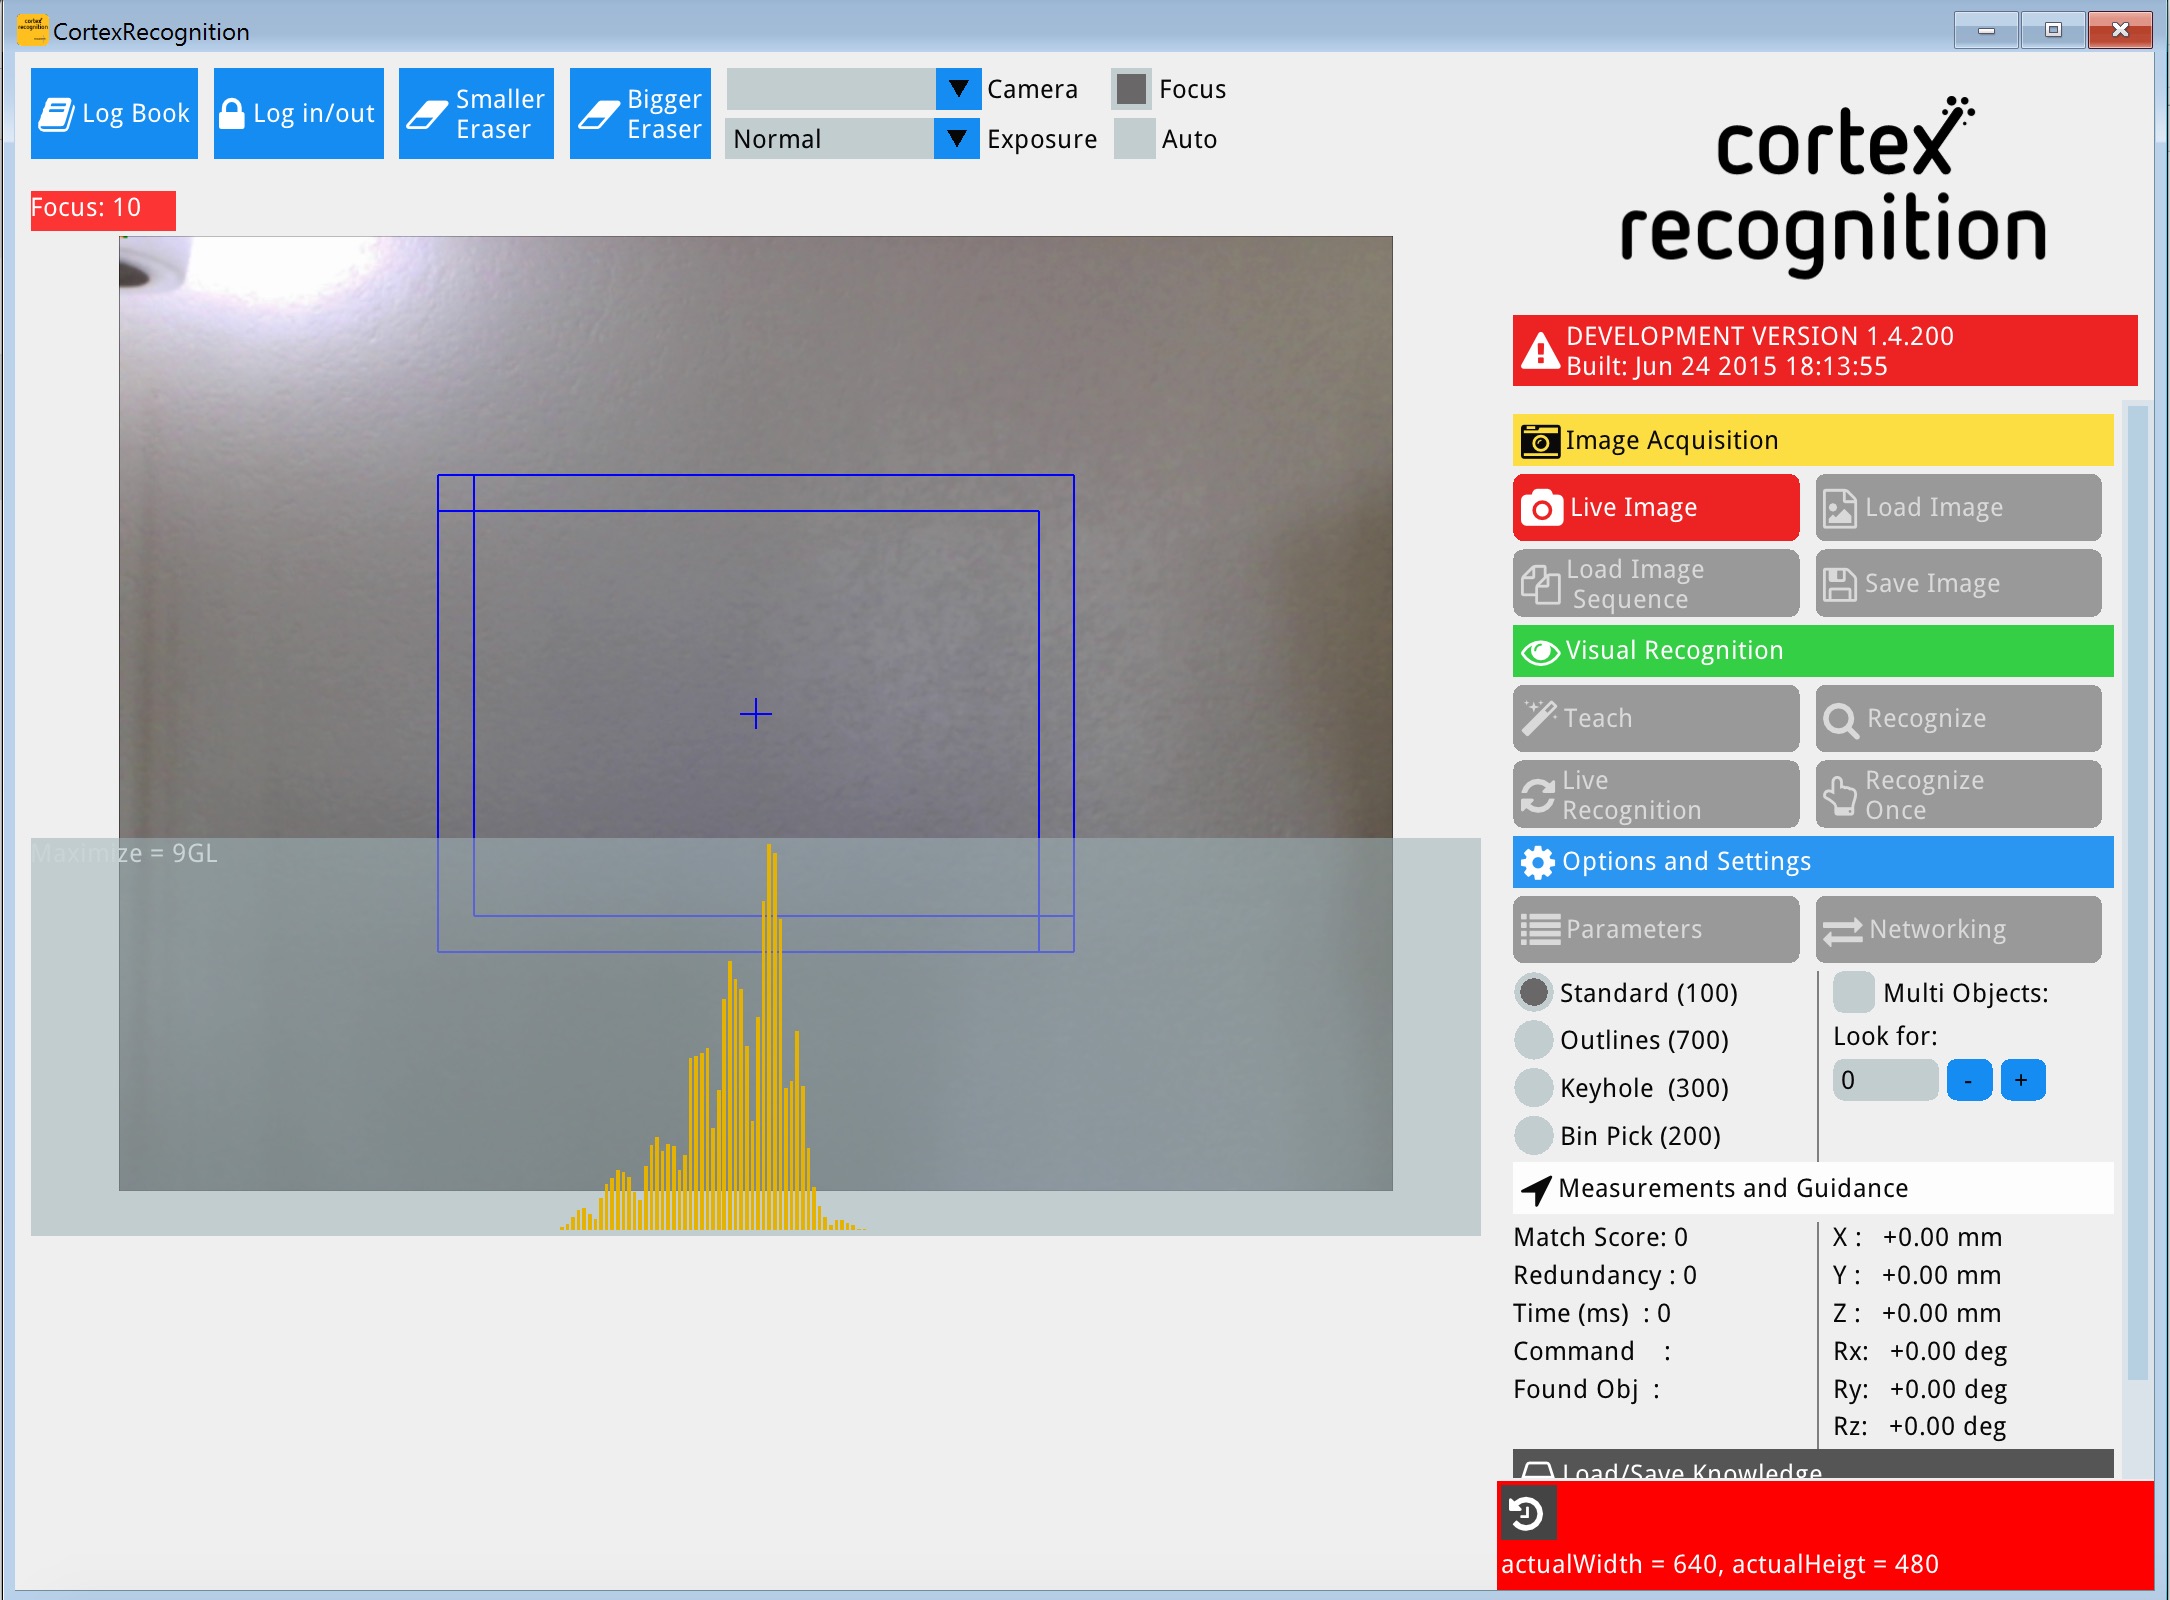 CortexRecognition
Log Book
Log in/out
Smaller
Eraser
Bigger
Eraser
Camera
Focus
Normal
Exposure
Auto
Focus: 10
cortex
recognition
DEVELOPMENT VERSION 1.4.200
Built: Jun 24 2015 18:13:55
Image Acquisition
Live Image
Load Image
Load Image
Sequence
Save Image
Visual Recognition
Teach
Recognize
Live
Recognition
Recognize
Once
Maximize = 9GL
Options and Settings
Parameters
Networking
Standard (100)
Outlines (700)
Keyhole (300)
Bin Pick (200)
Multi Objects:
Look for:
0
-
+
Measurements and Guidance
Match Score: 0
Redundancy : 0
Time (ms) : 0
Command :
Found Obj :
X : +0.00 mm
Y : +0.00 mm
Z : +0.00 mm
Rx: +0.00 deg
Ry: +0.00 deg
Rz: +0.00 deg
Load/Save Knowledge
actualWidth = 640, actualHeigt = 480